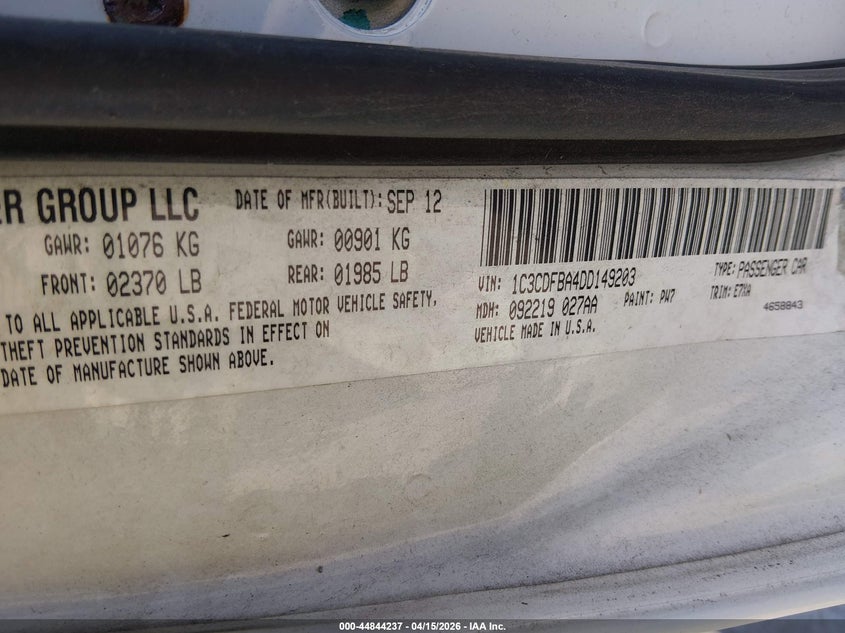 ER GROUP LLC DATE OF MFR(BUILT): SEP 12
GAWR: 01076 KG GAWR: 00901 KG
FRONT: 02370 LB REAR: 01985 LB
TO ALL APPLICABLE U.S.A. FEDERAL MOTOR VEHICLE SAFETY,
THEFT PREVENTION STANDARDS IN EFFECT ON
DATE OF MANUFACTURE SHOWN ABOVE.
VIN: 1C3CDFBA4DD149203 TYPE: PASSENGER CAR
MDH: 092219 027AA PAINT: PW7 TRIM: E7XA
VEHICLE MADE IN U.S.A. 4658843
000-44844237 - 04/15/2026 - IAA Inc.